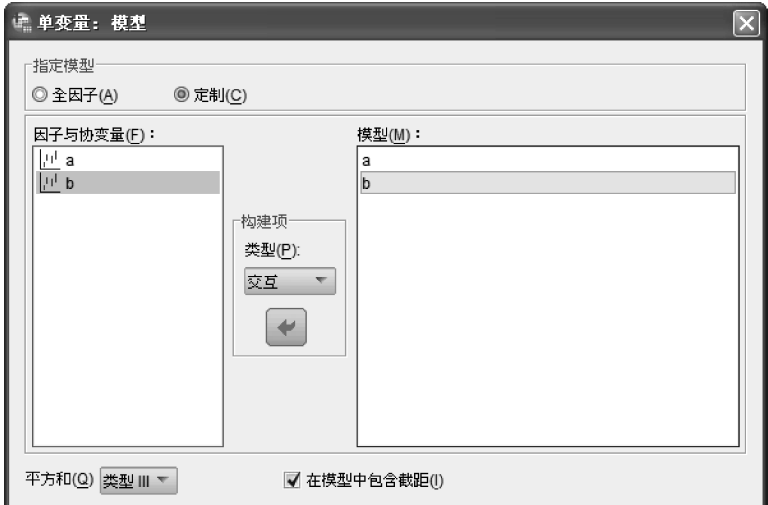 单变量：模型
指定模型
全因子(A) 定制(C)
因子与协变量(F)：
a
b
构建项
类型(P):
交互
模型(M)：
a
b
平方和(Q) 类型 III 在模型中包含截距(I)